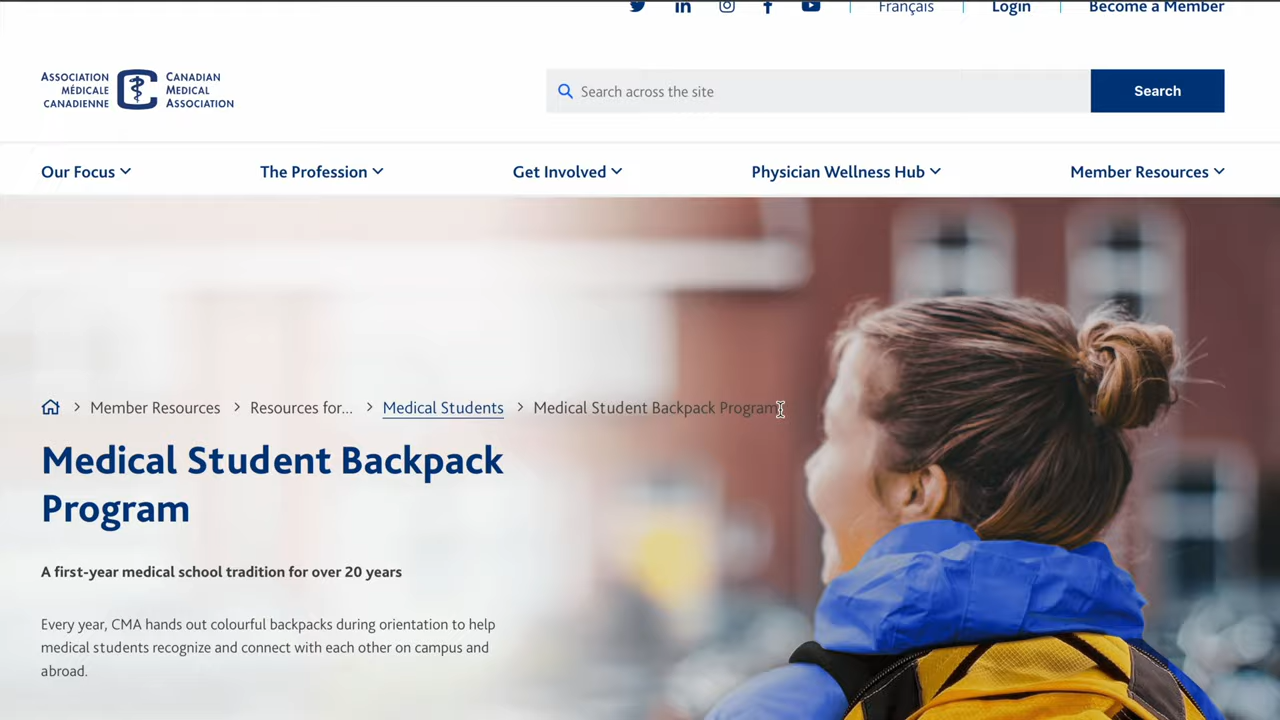 Français
Login
Become a Member
ASSOCIATION
MÉDICALE
CANADIENNE
CANADIAN
MEDICAL
ASSOCIATION
Search across the site
Search
Our Focus
The Profession
Get Involved
Physician Wellness Hub
Member Resources
Member Resources > Resources for... > Medical Students > Medical Student Backpack Program
Medical Student Backpack
Program
A first-year medical school tradition for over 20 years
Every year, CMA hands out colourful backpacks during orientation to help
medical students recognize and connect with each other on campus and
abroad.